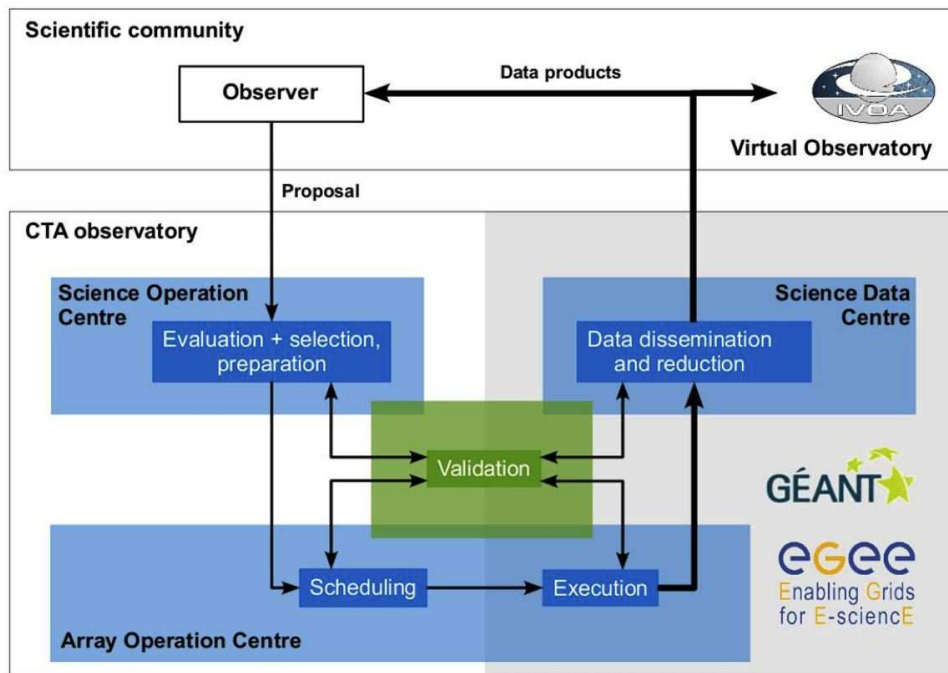 Scientific community
Data products
Observer
IVOA
Virtual Observatory
Proposal
CTA observatory
Science Operation
Centre
Science Data
Centre
Evaluation + selection,
preparation
Data dissemination
and reduction
Validation
GÉANT
eGee
Enabling Grids
for E-sciencE
Scheduling
Execution
Array Operation Centre